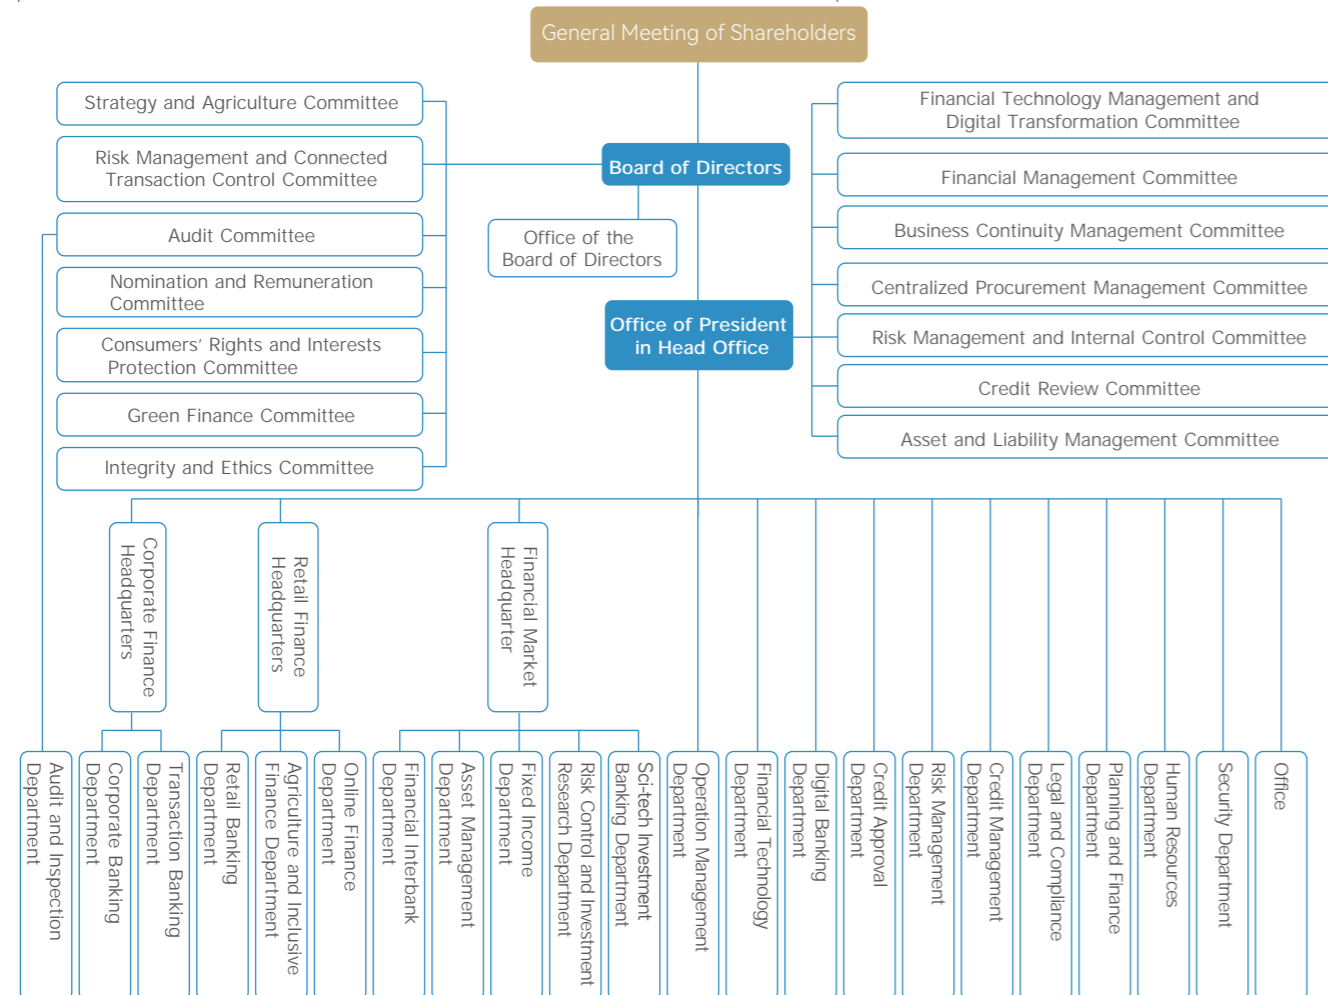 General Meeting of Shareholders
Strategy and Agriculture Committee
Risk Management and Connected
Transaction Control Committee
Audit Committee
Nomination and Remuneration
Committee
Consumers’ Rights and Interests
Protection Committee
Green Finance Committee
Integrity and Ethics Committee
Board of Directors
Office of the
Board of Directors
Office of President
in Head Office
Financial Technology Management and
Digital Transformation Committee
Financial Management Committee
Business Continuity Management Committee
Centralized Procurement Management Committee
Risk Management and Internal Control Committee
Credit Review Committee
Asset and Liability Management Committee
Corporate Finance
Headquarters
Retail Finance
Headquarters
Financial Market
Headquarter
Audit and Inspection
Department
Corporate Banking
Department
Transaction Banking
Department
Retail Banking
Department
Agriculture and Inclusive
Finance Department
Online Finance
Department
Financial Interbank
Department
Asset Management
Department
Fixed Income
Department
Risk Control and Investment
Research Department
Sci-tech Investment
Banking Department
Operation Management
Department
Financial Technology
Department
Digital Banking
Department
Credit Approval
Department
Risk Management
Department
Credit Management
Department
Legal and Compliance
Department
Planning and Finance
Department
Human Resources
Department
Security Department
Office